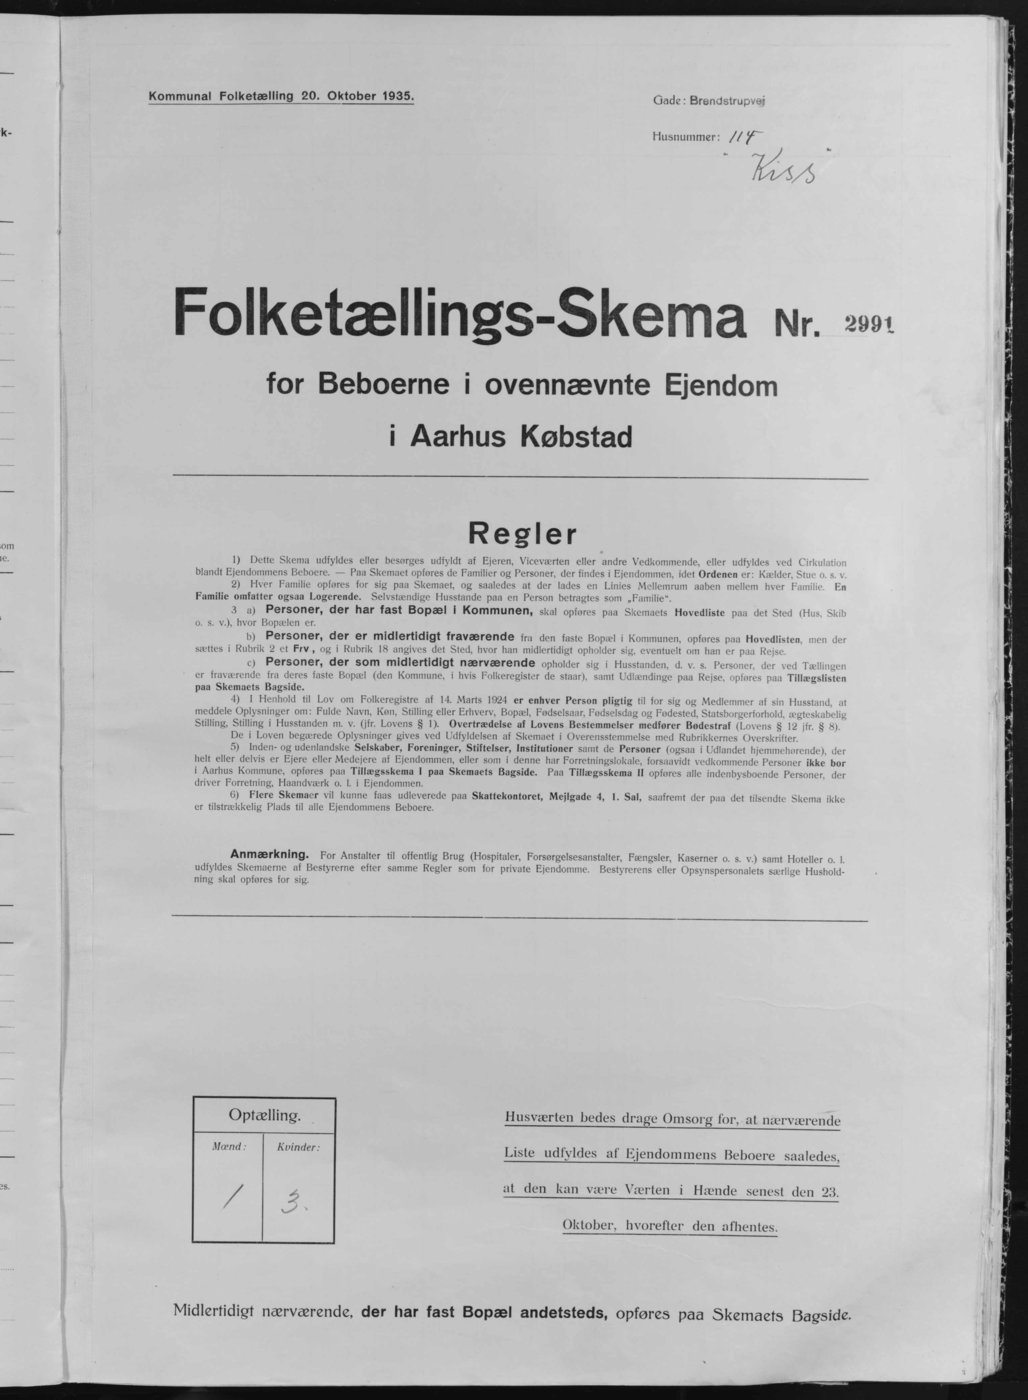 Kommunal Folketælling 20. Oktober 1935.
Gade: Brendstrupvej
Husnummer: 114
"Kiss"
Folketællings-Skema Nr. 2991
for Beboerne i ovennævnte Ejendom
i Aarhus Købstad
Regler
1) Dette Skema udfyldes eller besørges udfyldt af Ejeren, Viceværten eller andre Vedkommende, eller udfyldes ved Cirkulation
blandt Ejendommens Beboere. — Paa Skemaet opføres de Familier og Personer, der findes i Ejendommen, idet Ordenen er: Kælder, Stue o. s. v.
2) Hver Familie opføres for sig paa Skemaet, og saaledes at der lades en Linies Mellemrum aaben mellem hver Familie. En
Familie omfatter ogsaa Logerende. Selvstændige Husstande paa en Person betragtes som „Familie".
3 a) Personer, der har fast Bopæl i Kommunen, skal opføres paa Skemaets Hovedliste paa det Sted (Hus, Skib
o. s. v.), hvor Bopælen er.
b) Personer, der er midlertidigt fraværende fra den faste Bopæl i Kommunen, opføres paa Hovedlisten, men der
sættes i Rubrik 2 et Frv, og i Rubrik 18 angives det Sted, hvor han midlertidigt opholder sig, eventuelt om han er paa Rejse.
c) Personer, der som midlertidigt nærværende opholder sig i Husstanden, d. v. s. Personer, der ved Tællingen
er fraværende fra deres faste Bopæl (den Kommune, i hvis Folkeregister de staar), samt Udlændinge paa Rejse, opføres paa Tillægslisten
paa Skemaets Bagside.
4) I Henhold til Lov om Folkeregistre af 14. Marts 1924 er enhver Person pligtig til for sig og Medlemmer af sin Husstand, at
meddele Oplysninger om: Fulde Navn, Køn, Stilling eller Erhverv, Bopæl, Fødselsaar, Fødselsdag og Fødested, Statsborgerforhold, ægteskabelig
Stilling, Stilling i Husstanden m. v. (jfr. Lovens § 1). Overtrædelse af Lovens Bestemmelser medfører Bødestraf (Lovens § 12 jfr. § 8).
De i Loven begærede Oplysninger gives ved Udfyldelsen af Skemaet i Overensstemmelse med Rubrikkernes Overskrifter.
5) Inden- og udenlandske Selskaber, Foreninger, Stiftelser, Institutioner samt de Personer (ogsaa i Udlandet hjemmehørende), der
helt eller delvis er Ejere eller Medejere af Ejendommen, eller som i denne har Forretningslokale, forsaavidt vedkommende Personer ikke bor
i Aarhus Kommune, opføres paa Tillægsskema I paa Skemaets Bagside. Paa Tillægsskema II opføres alle indenbysboende Personer, der
driver Forretning, Haandværk o. l. i Ejendommen.
6) Flere Skemaer vil kunne faas udleverede paa Skattekontoret, Mejlgade 4, 1. Sal, saafremt der paa det tilsendte Skema ikke
er tilstrækkelig Plads til alle Ejendommens Beboere.
Anmærkning. For Anstalter til offentlig Brug (Hospitaler, Forsørgelsesanstalter, Fængsler, Kaserner o. s. v.) samt Hoteller o. l.
udfyldes Skemaerne af Bestyrerne efter samme Regler som for private Ejendomme. Bestyrerens eller Opsynspersonalets særlige Hushold-
ning skal opføres for sig.
Optælling.
Mænd: Kvinder:
1 3.
Husværten bedes drage Omsorg for, at nærværende
Liste udfyldes af Ejendommens Beboere saaledes,
at den kan være Værten i Hænde senest den 23.
Oktober, hvorefter den afhentes.
Midlertidigt nærværende, der har fast Bopæl andetsteds, opføres paa Skemaets Bagside.